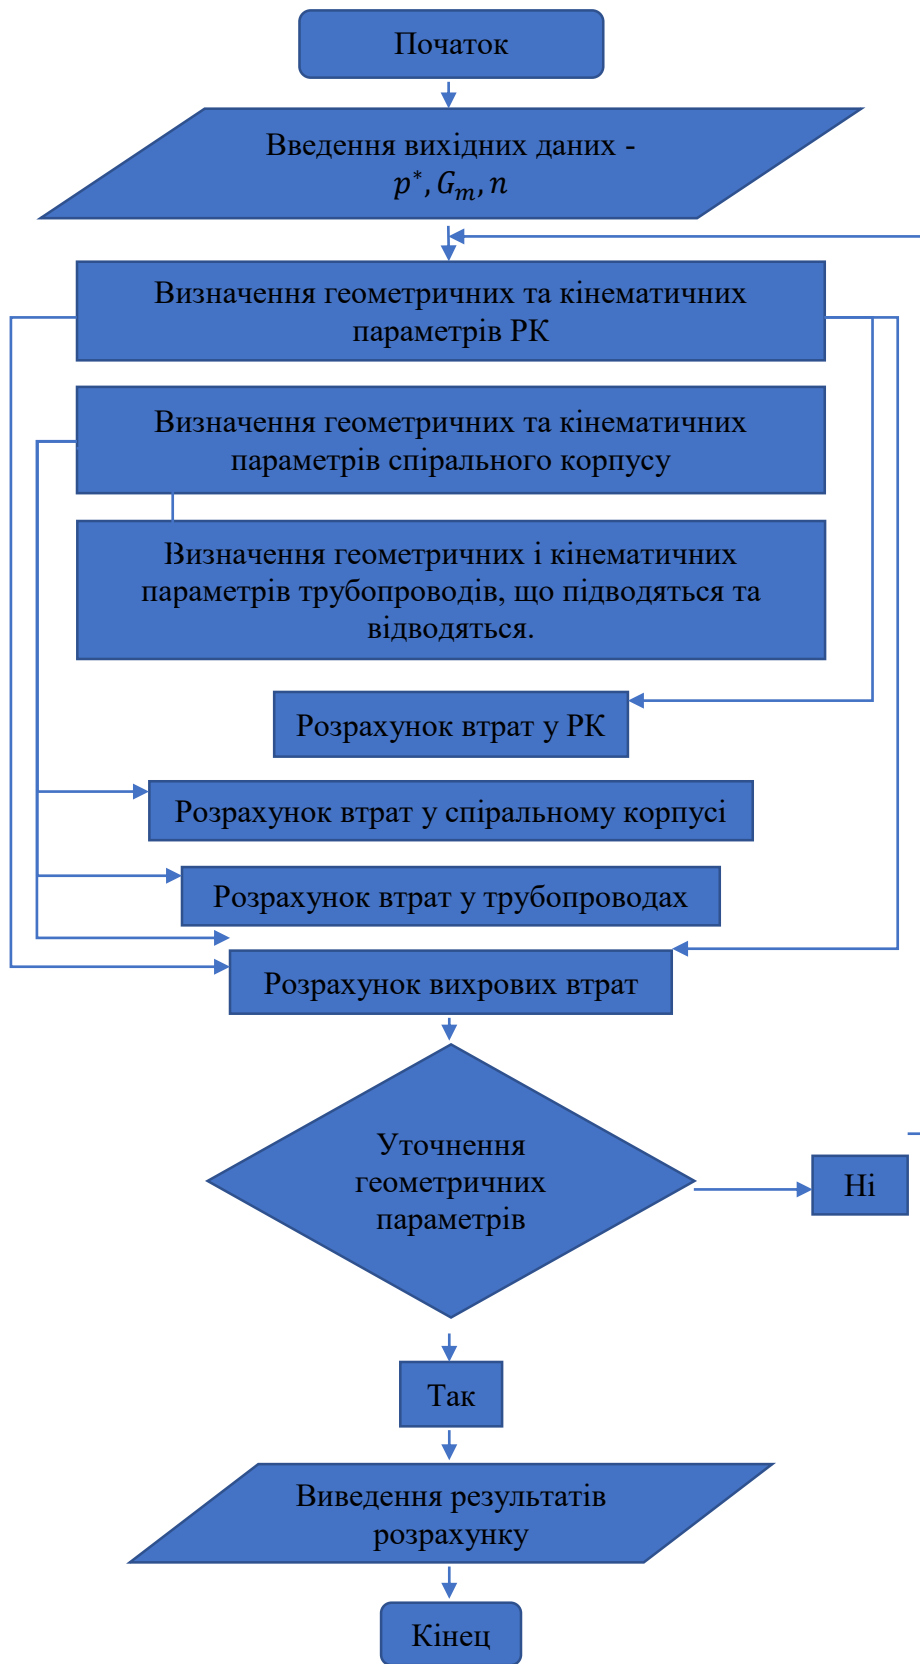 Початок
Введення вихідних даних -
p*, Gₘ, n
Визначення геометричних та кінематичних
параметрів РК
Визначення геометричних та кінематичних
параметрів спірального корпусу
Визначення геометричних і кінематичних
параметрів трубопроводів, що підводяться та
відводяться.
Розрахунок втрат у РК
Розрахунок втрат у спіральному корпусі
Розрахунок втрат у трубопроводах
Розрахунок вихрових втрат
Уточнення
геометричних
параметрів
Ні
Так
Виведення результатів
розрахунку
Кінец